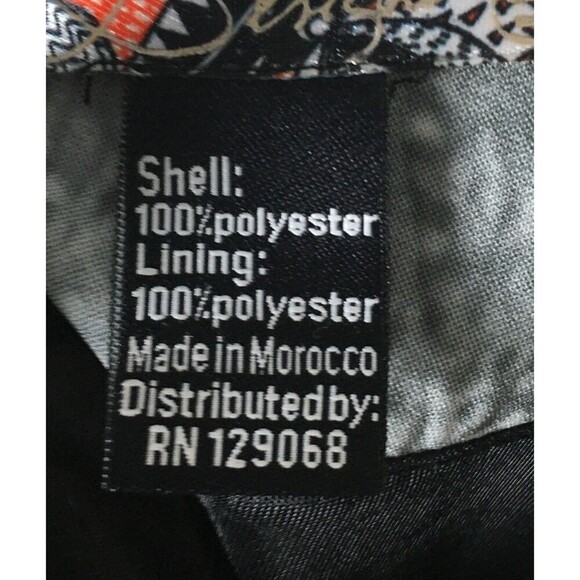 Shell:
100%polyester
Lining:
100%polyester
Made in Morocco
Distributed by:
RN 129068